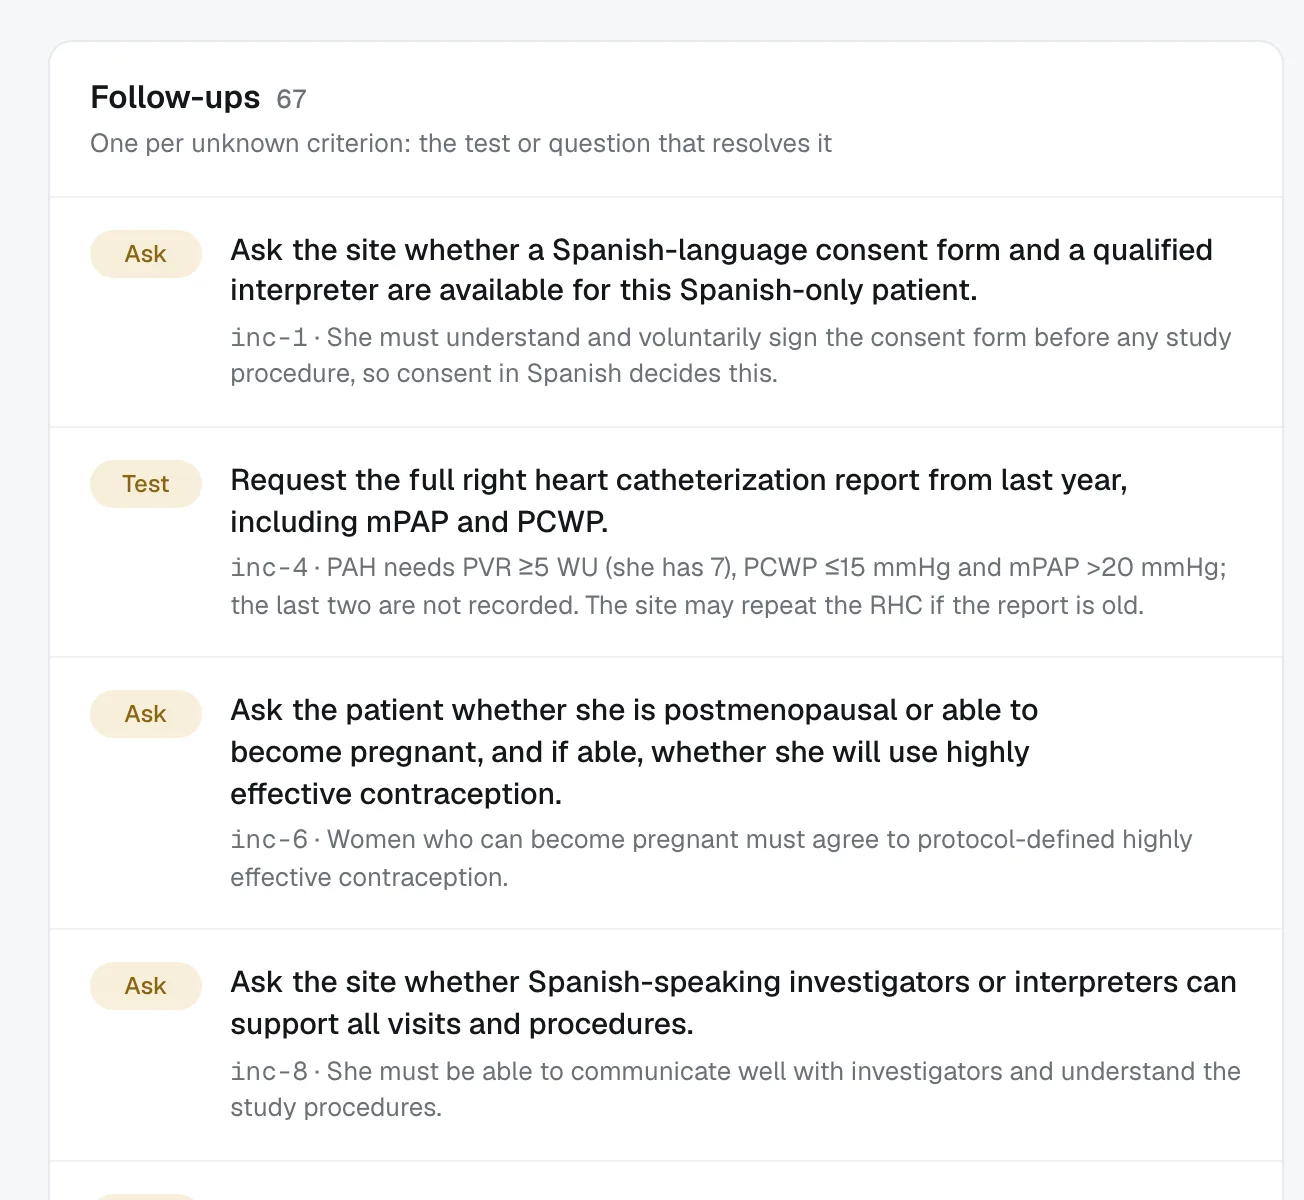 Follow-ups 67
One per unknown criterion: the test or question that resolves it
Ask
Ask the site whether a Spanish-language consent form and a qualified
interpreter are available for this Spanish-only patient.
inc-1 · She must understand and voluntarily sign the consent form before any study
procedure, so consent in Spanish decides this.
Test
Request the full right heart catheterization report from last year,
including mPAP and PCWP.
inc-4 · PAH needs PVR ≥5 WU (she has 7), PCWP ≤15 mmHg and mPAP >20 mmHg;
the last two are not recorded. The site may repeat the RHC if the report is old.
Ask
Ask the patient whether she is postmenopausal or able to
become pregnant, and if able, whether she will use highly
effective contraception.
inc-6 · Women who can become pregnant must agree to protocol-defined highly
effective contraception.
Ask
Ask the site whether Spanish-speaking investigators or interpreters can
support all visits and procedures.
inc-8 · She must be able to communicate well with investigators and understand the
study procedures.